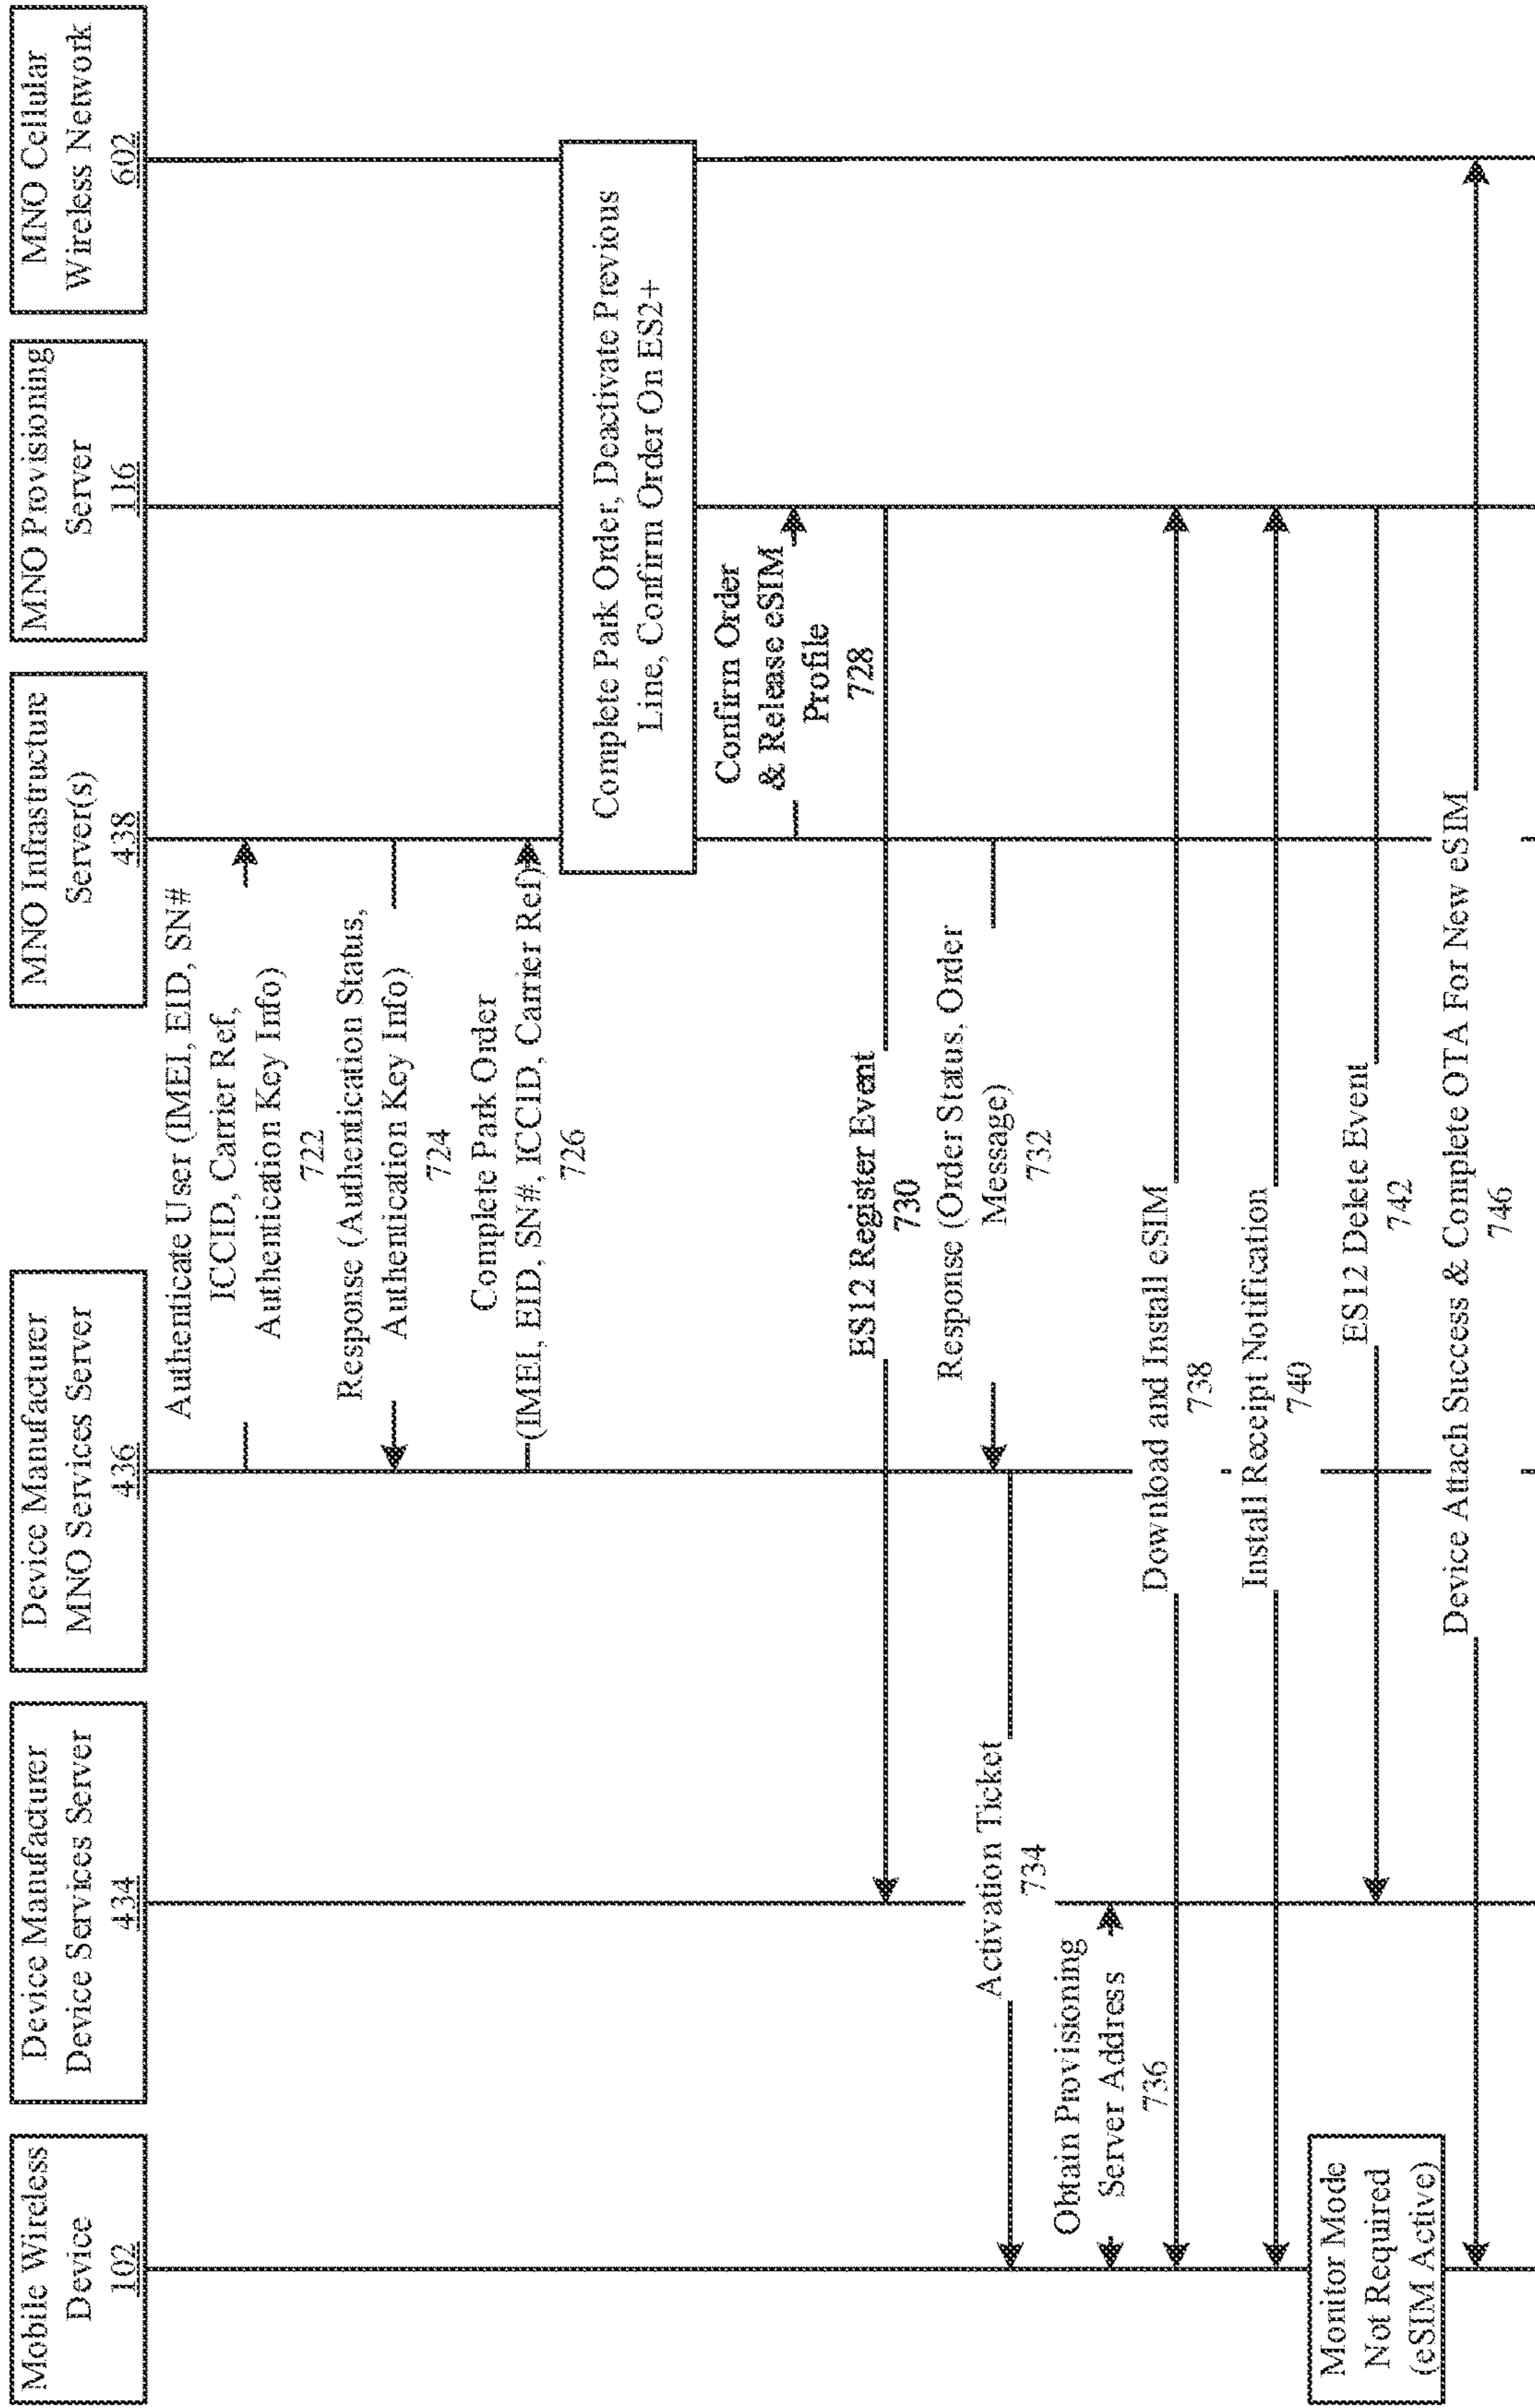 Mobile Wireless
Device
102
Device Manufacturer
Device Services Server
434
Device Manufacturer
MNO Services Server
436
MNO Infrastructure
Server(s)
438
MNO Provisioning
Server
116
MNO Cellular
Wireless Network
602
Authenticate User (IMEI, EID, SN#
ICCID, Carrier Ref,
Authentication Key Info)
722
Response (Authentication Status,
Authentication Key Info)
724
Complete Park Order
(IMEI, EID, SN#, ICCID, Carrier Ref)
726
Complete Park Order, Deactivate Previous
Line, Confirm Order On ES2+
Confirm Order
& Release eSIM
Profile
728
ES12 Register Event
730
Response (Order Status, Order
Message)
732
Activation Ticket
734
Obtain Provisioning
Server Address
736
Download and Install eSIM
738
Install Receipt Notification
740
Monitor Mode
Not Required
(eSIM Active)
ES12 Delete Event
742
Device Attach Success & Complete OTA For New eSIM
746